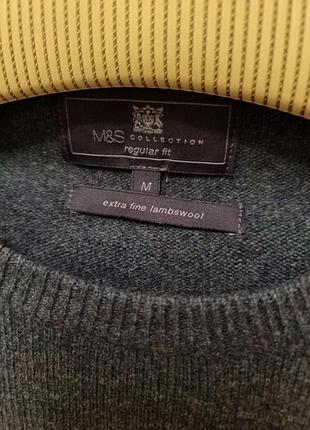 M&S COLLECTION
regular fit
M
extra fine lambswool